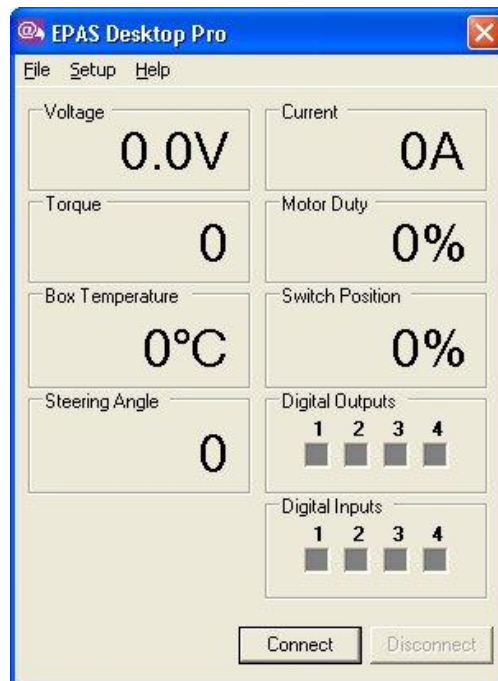 EPAS Desktop Pro
File Setup Help
Voltage
0.0V
Current
0A
Torque
0
Motor Duty
0%
Box Temperature
0°C
Switch Position
0%
Steering Angle
0
Digital Outputs
1 2 3 4
Digital Inputs
1 2 3 4
Connect Disconnect